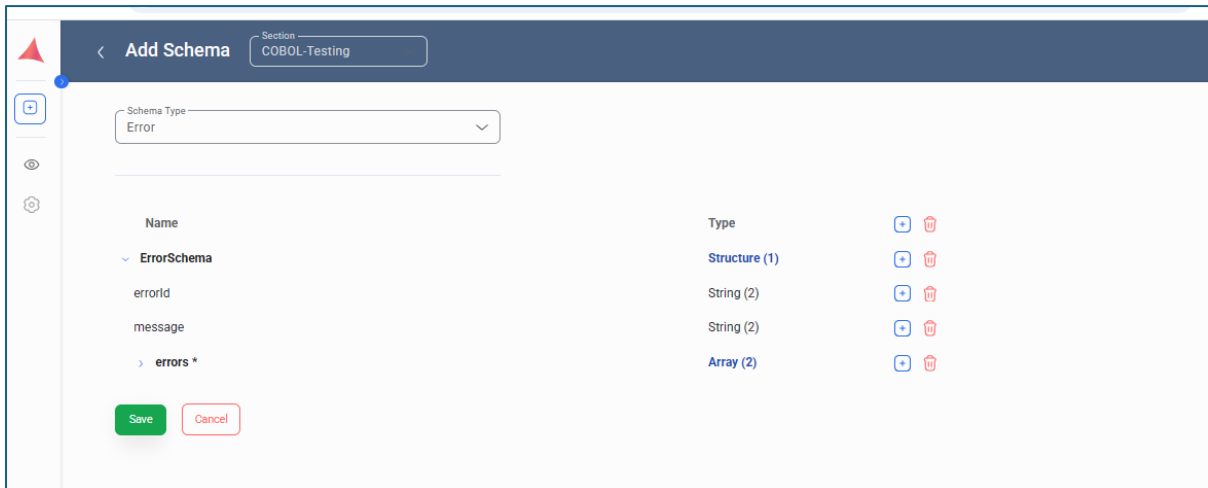 Add Schema
Section
COBOL-Testing
Schema Type
Error
Name Type
ErrorSchema Structure (1)
errorId String (2)
message String (2)
errors * Array (2)
Save Cancel